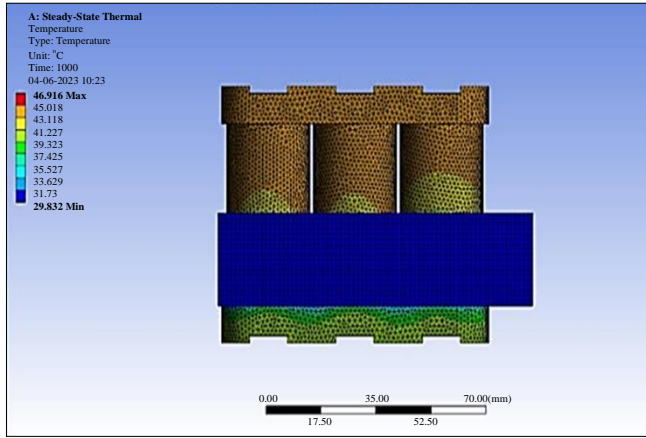 A: Steady-State Thermal
Temperature
Type: Temperature
Unit: °C
Time: 1000
04-06-2023 10:23
46.916 Max
45.018
43.118
41.227
39.323
37.425
35.527
33.629
31.73
29.832 Min
0.00 35.00 70.00(mm)
17.50 52.50